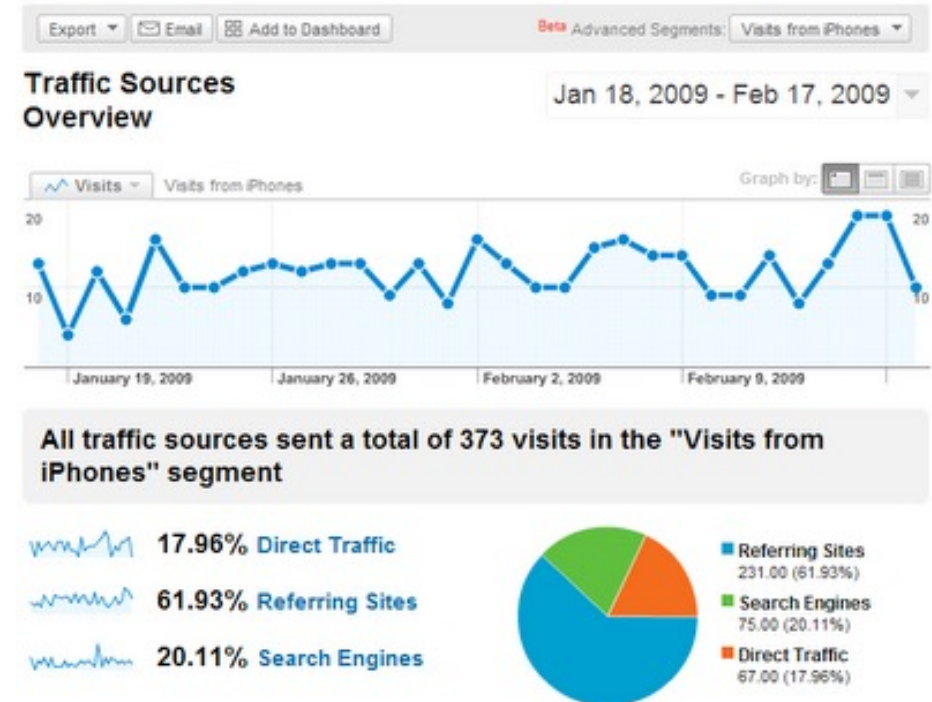 Export Email Add to Dashboard Beta Advanced Segments: Visits from iPhones
Traffic Sources
Overview
Jan 18, 2009 - Feb 17, 2009
Visits Visits from iPhones Graph by:
20 20
10 10
January 19, 2009 January 26, 2009 February 2, 2009 February 9, 2009
All traffic sources sent a total of 373 visits in the "Visits from
iPhones" segment
17.96% Direct Traffic
61.93% Referring Sites
20.11% Search Engines
Referring Sites
231.00 (61.93%)
Search Engines
75.00 (20.11%)
Direct Traffic
67.00 (17.96%)